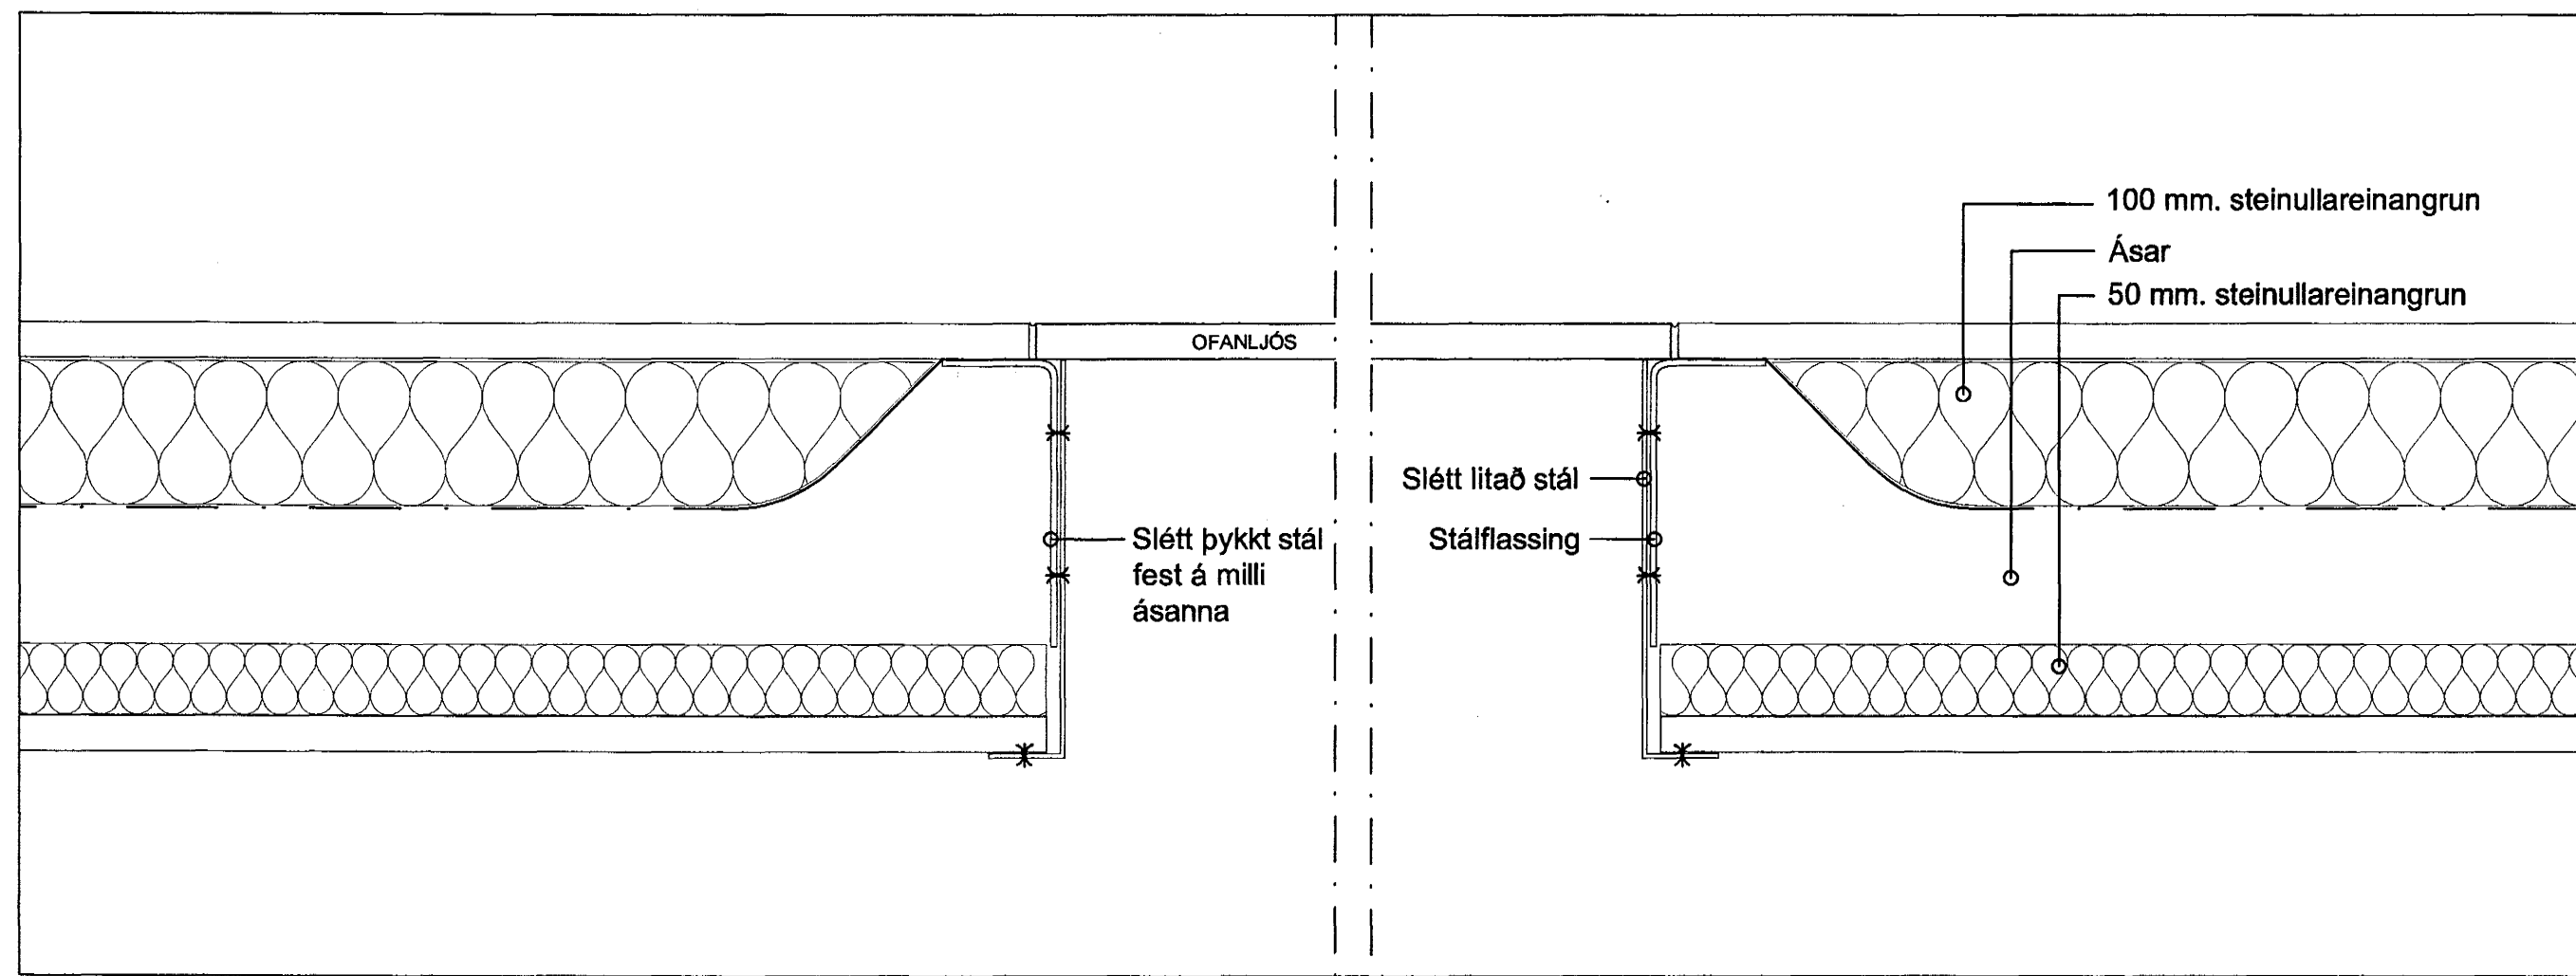 100 mm. steinullareinangrun
Ásar
50 mm. steinullareinangrun
OFANLJÓS
Slétt litað stál
Stálflassing
Slétt þykkt stál
fest á milli
ásanna